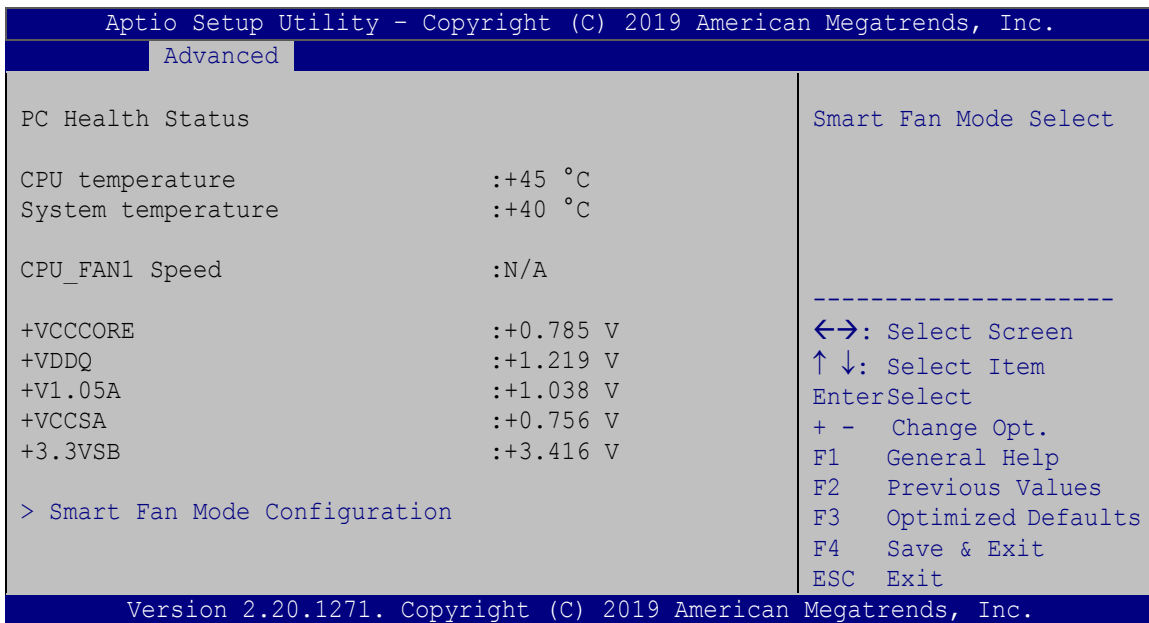 Aptio Setup Utility – Copyright (C) 2019 American Megatrends, Inc.
Advanced
PC Health Status
CPU temperature :+45 °C
System temperature :+40 °C
CPU_FAN1 Speed :N/A
+VCCCORE :+0.785 V
+VDDQ :+1.219 V
+V1.05A :+1.038 V
+VCCSA :+0.756 V
+3.3VSB :+3.416 V
> Smart Fan Mode Configuration
Smart Fan Mode Select
---------------------
←→: Select Screen
↑ ↓: Select Item
EnterSelect
+ - Change Opt.
F1 General Help
F2 Previous Values
F3 Optimized Defaults
F4 Save & Exit
ESC Exit
Version 2.20.1271. Copyright (C) 2019 American Megatrends, Inc.